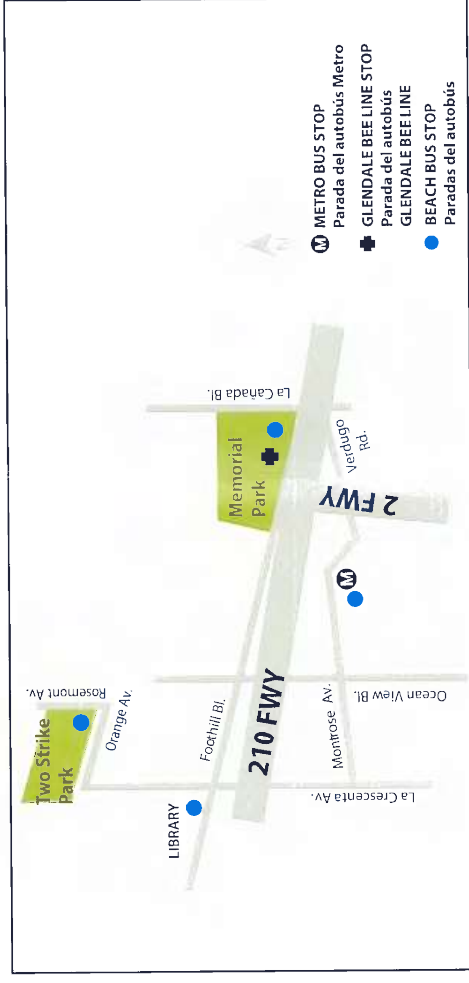 Two Strike
Park
Rosemont Av.
Orange Av.
LIBRARY
Foothill Bl.
Memorial
Park
La Cañada Bl.
210 FWY
2 FWY
Verdugo
Rd.
Montrose Av.
M
Ocean View Bl.
La Crescenta Av.
M METRO BUS STOP
Parada del autobús Metro
GLENDALE BEE LINE STOP
Parada del autobús
GLENDALE BEE LINE
BEACH BUS STOP
Paradas del autobús